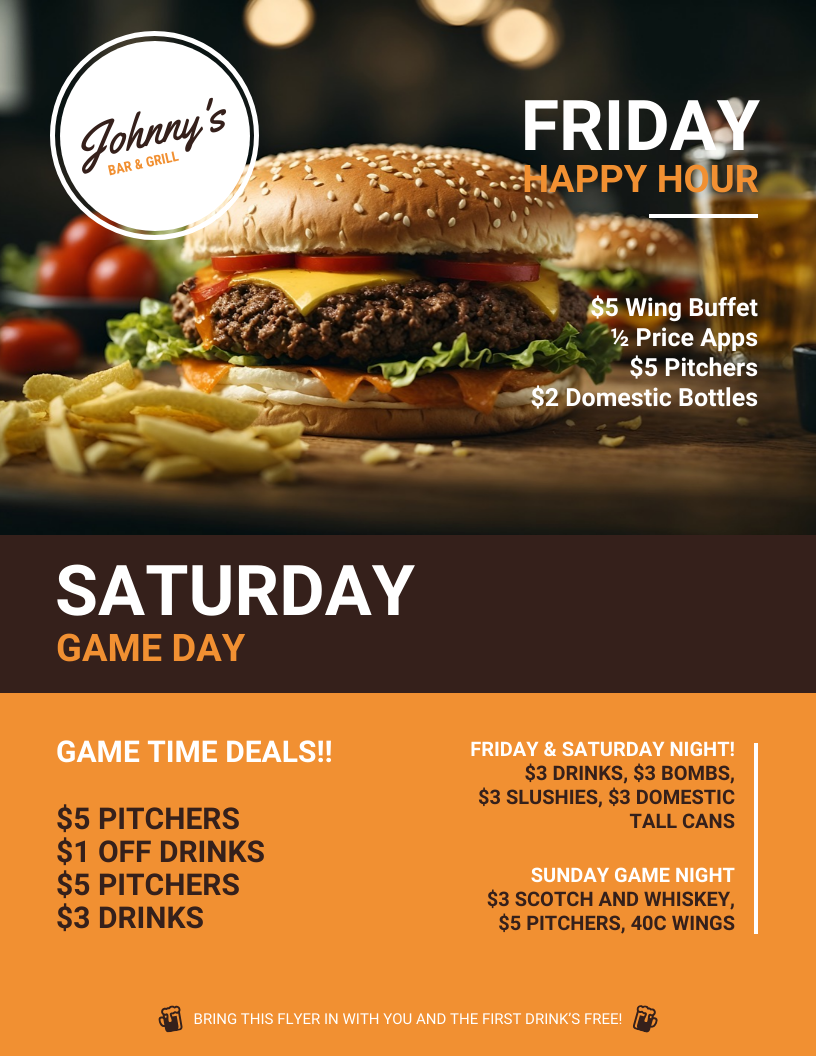 Johnny's
BAR & GRILL
FRIDAY
HAPPY HOUR
$5 Wing Buffet
½ Price Apps
$5 Pitchers
$2 Domestic Bottles
SATURDAY
GAME DAY
GAME TIME DEALS!!
$5 PITCHERS
$1 OFF DRINKS
$5 PITCHERS
$3 DRINKS
FRIDAY & SATURDAY NIGHT!
$3 DRINKS, $3 BOMBS,
$3 SLUSHIES, $3 DOMESTIC
TALL CANS
SUNDAY GAME NIGHT
$3 SCOTCH AND WHISKEY,
$5 PITCHERS, 40C WINGS
BRING THIS FLYER IN WITH YOU AND THE FIRST DRINK'S FREE!